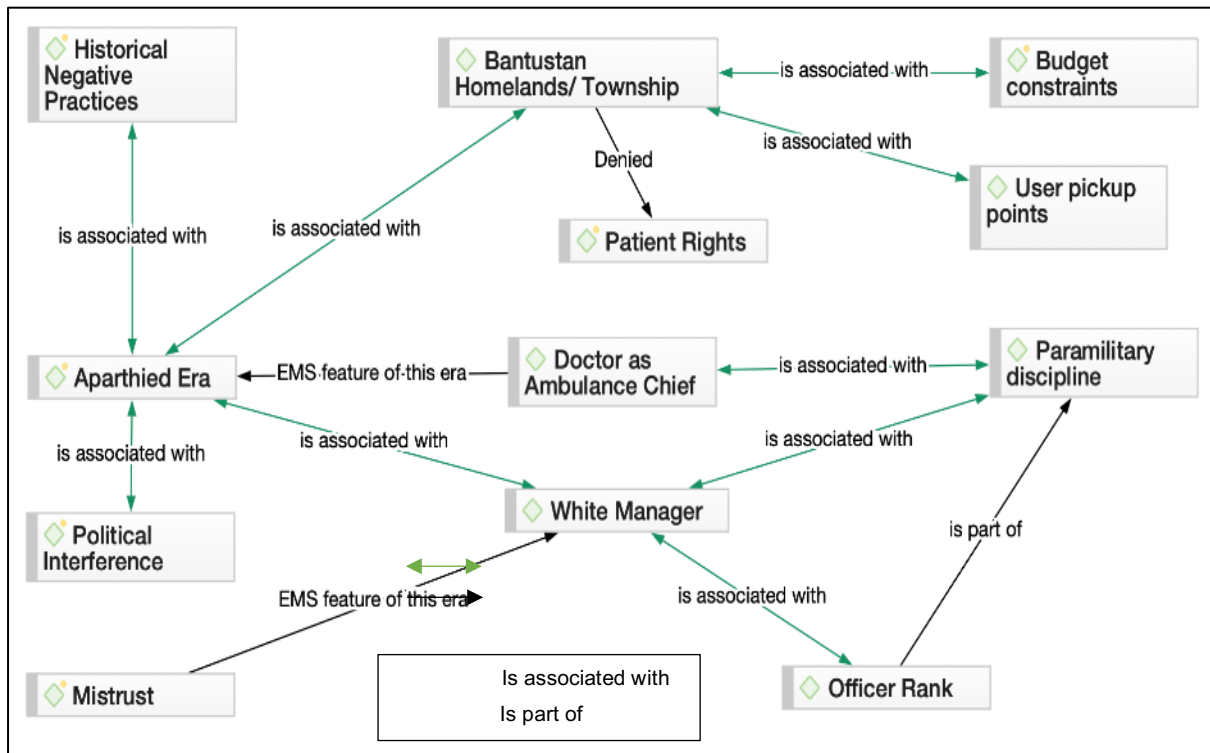 Historical
Negative
Practices
Bantustan
Homelands/ Township
is associated with
Budget
constraints
is associated with
User pickup
points
Denied
Patient Rights
is associated with
is associated with
Aparthied Era
EMS feature of this era
Doctor as
Ambulance Chief
is associated with
Paramilitary
discipline
is associated with
is associated with
is associated with
White Manager
Political
Interference
is part of
EMS feature of this era
is associated with
Mistrust
Officer Rank
Is associated with
Is part of